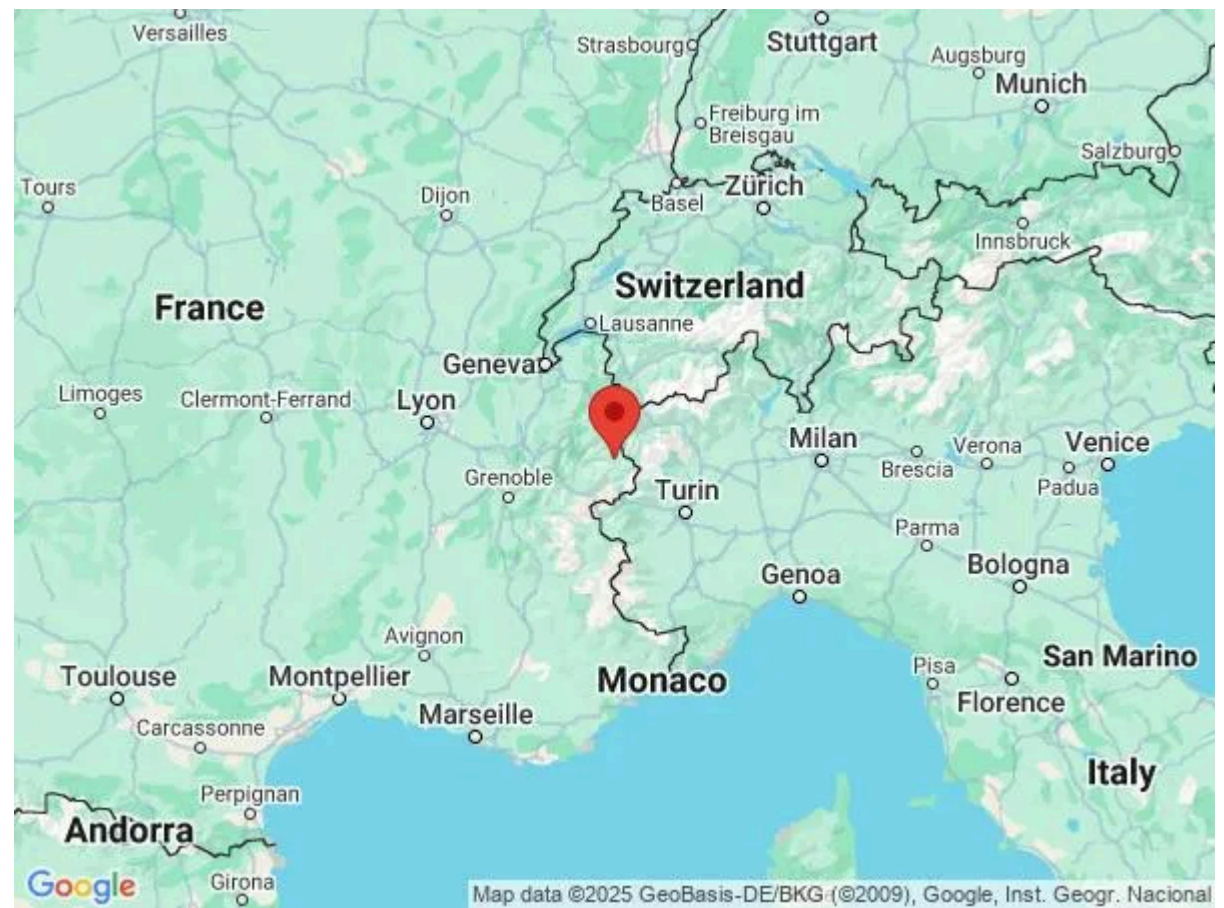 Versailles
Strasbourg
Stuttgart
Augsburg
Munich
Freiburg im
Breisgau
Salzburg
Tours
Dijon
Basel
Zürich
Innsbruck
Switzerland
France
Lausanne
Geneva
Limoges
Clermont-Ferrand
Lyon
Milan
Verona
Venice
Brescia
Padua
Grenoble
Turin
Parma
Genoa
Bologna
Avignon
Toulouse
Montpellier
Monaco
Pisa
San Marino
Florence
Marseille
Carcassonne
Italy
Perpignan
Andorra
Girona
Google
Map data ©2025 GeoBasis-DE/BKG (©2009), Google, Inst. Geogr. Nacional